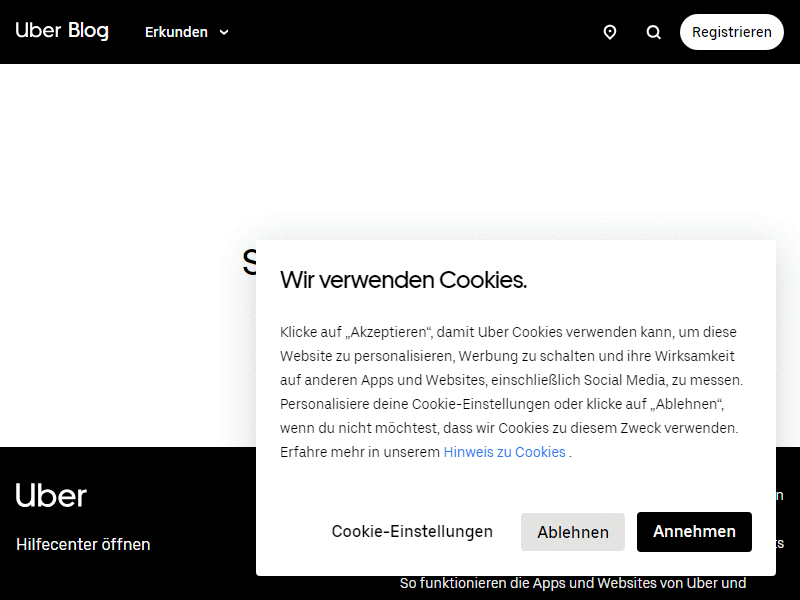 Uber Blog
Erkunden
Registrieren
Wir verwenden Cookies.
Klicke auf „Akzeptieren“, damit Uber Cookies verwenden kann, um diese
Website zu personalisieren, Werbung zu schalten und ihre Wirksamkeit
auf anderen Apps und Websites, einschließlich Social Media, zu messen.
Personalisiere deine Cookie-Einstellungen oder klicke auf „Ablehnen“,
wenn du nicht möchtest, dass wir Cookies zu diesem Zweck verwenden.
Erfahre mehr in unserem Hinweis zu Cookies .
Cookie-Einstellungen
Ablehnen
Annehmen
Uber
Hilfecenter öffnen
So funktionieren die Apps und Websites von Uber und